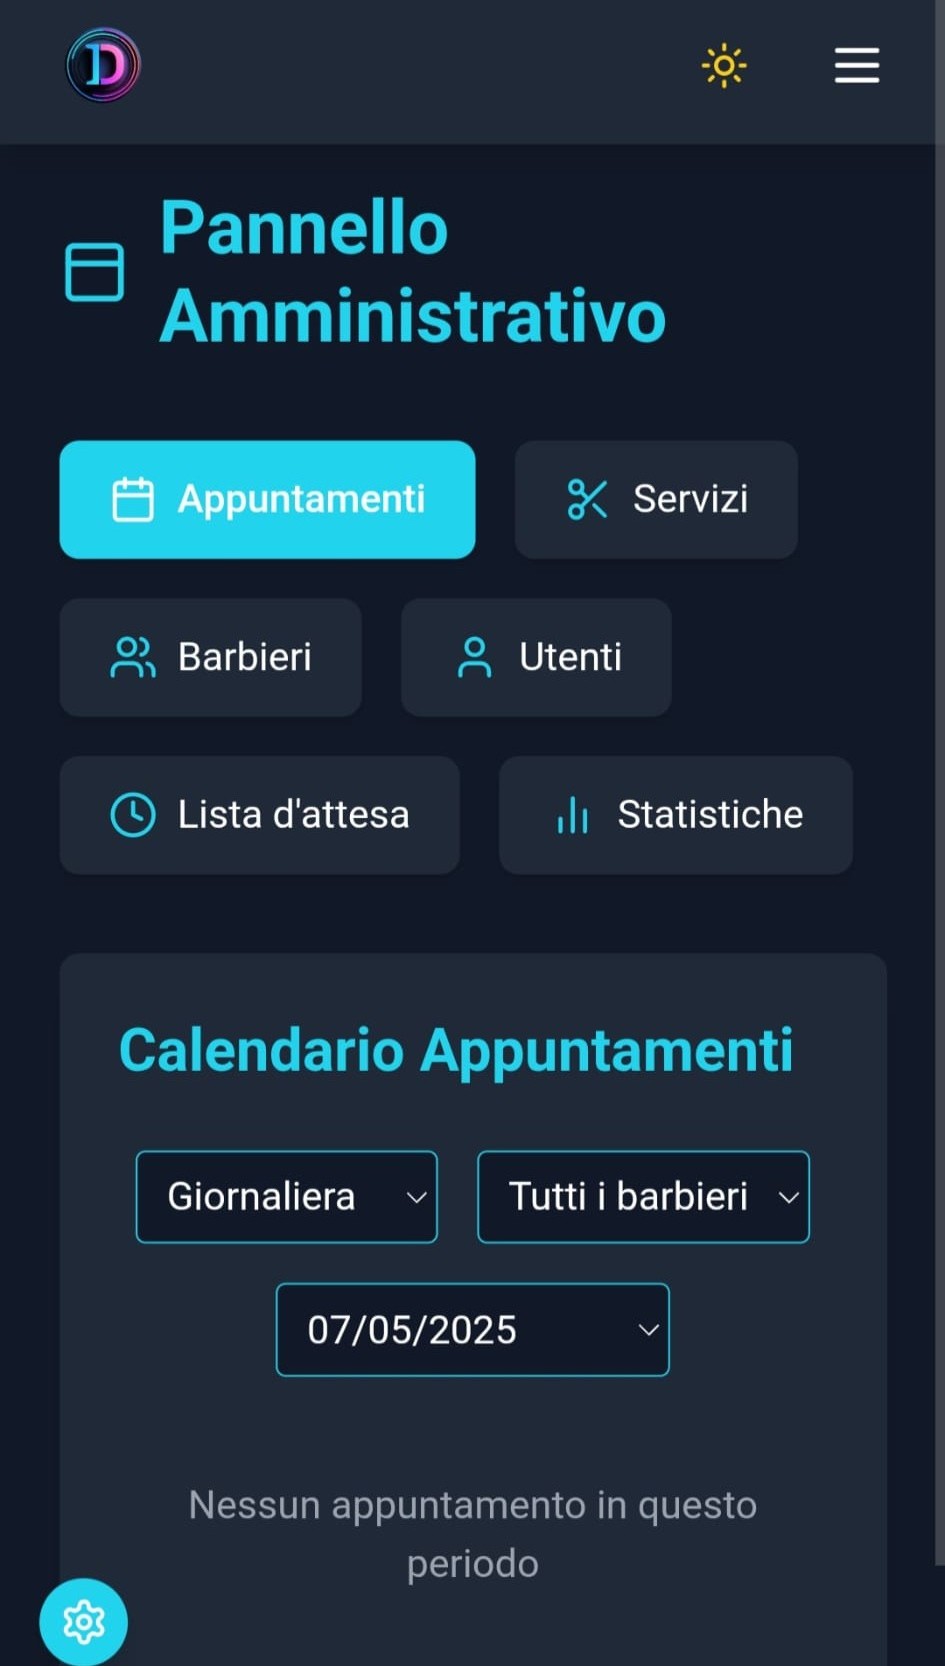 Pannello
Amministrativo
Appuntamenti
Servizi
Barbieri
Utenti
Lista d'attesa
Statistiche
Calendario Appuntamenti
Giornaliera
Tutti i barbieri
07/05/2025
Nessun appuntamento in questo
periodo